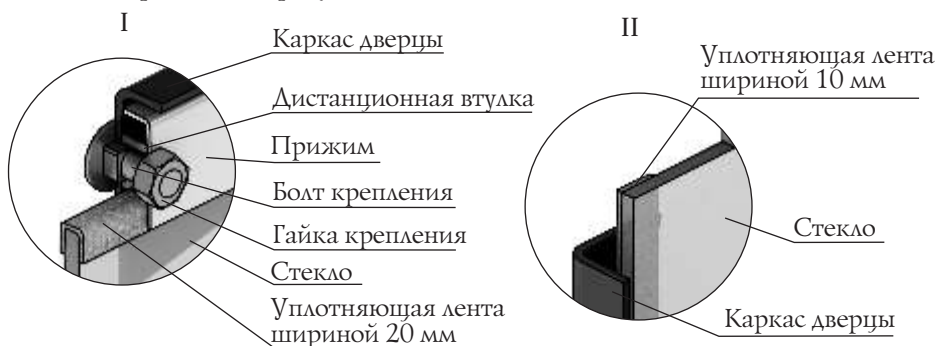 I
Каркас дверцы
Дистанционная втулка
Прижим
Болт крепления
Гайка крепления
Стекло
Уплотняющая лента
шириной 20 мм
II
Уплотняющая лента
шириной 10 мм
Стекло
Каркас дверцы